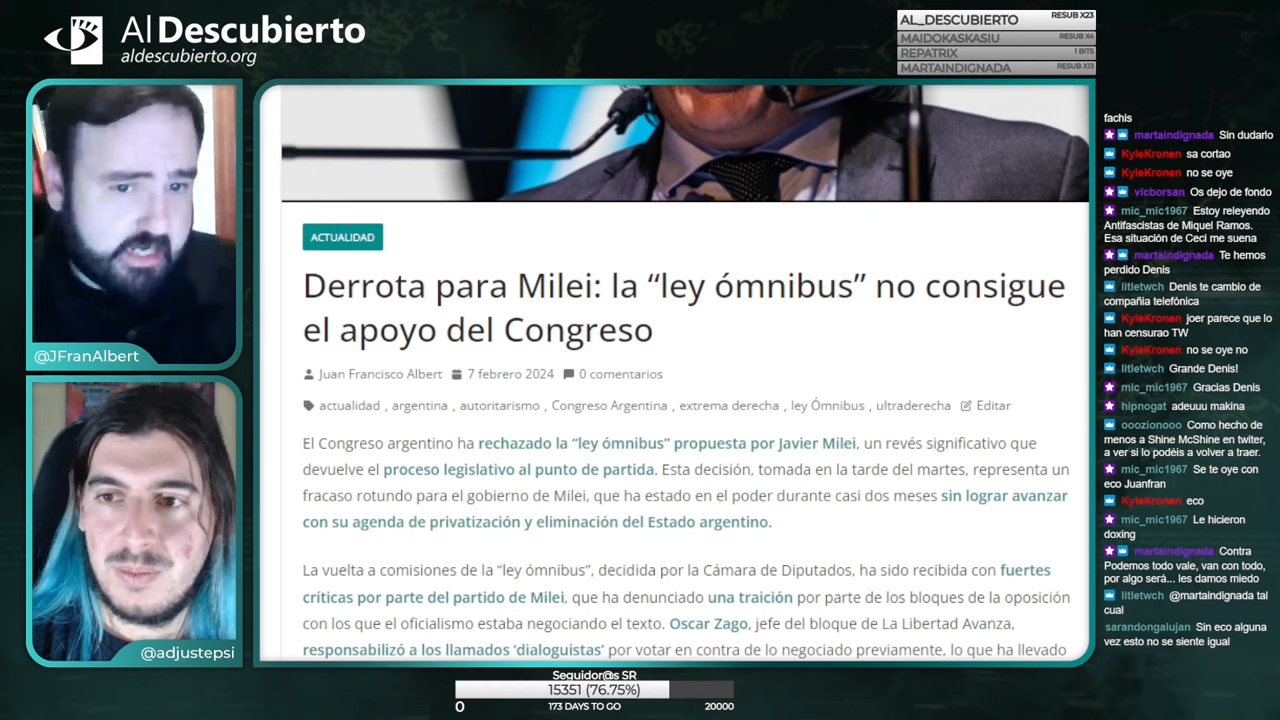 Al Descubierto
aldescubierto.org
AL_DESCUBIERTO RESUB X23
MAIDOKASKASIU RESUB X4
REPATRIX 1 BITS
MARTAINDIGNADA RESUB X13
@JFranAlbert
@adjustepsi
ACTUALIDAD
Derrota para Milei: la “ley ómnibus” no consigue
el apoyo del Congreso
Juan Francisco Albert 7 febrero 2024 0 comentarios
actualidad , argentina , autoritarismo , Congreso Argentina , extrema derecha , ley Ómnibus , ultraderecha Editar
El Congreso argentino ha rechazado la “ley ómnibus” propuesta por Javier Milei, un revés significativo que
devuelve el proceso legislativo al punto de partida. Esta decisión, tomada en la tarde del martes, representa un
fracaso rotundo para el gobierno de Milei, que ha estado en el poder durante casi dos meses sin lograr avanzar
con su agenda de privatización y eliminación del Estado argentino.
La vuelta a comisiones de la “ley ómnibus”, decidida por la Cámara de Diputados, ha sido recibida con fuertes
críticas por parte del partido de Milei, que ha denunciado una traición por parte de los bloques de la oposición
con los que el oficialismo estaba negociando el texto. Oscar Zago, jefe del bloque de La Libertad Avanza,
responsabilizó a los llamados ‘dialoguistas’ por votar en contra de lo negociado previamente, lo que ha llevado
fachis
martaindignada Sin dudarlo
KyleKronen sa cortao
KyleKronen no se oye
vicborsan Os dejo de fondo
mic_mic1967 Estoy releyendo
Antifascistas de Miquel Ramos.
Esa situación de Ceci me suena
martaindignada Te hemos
perdido Denis
litletwch Denis te cambio de
compañia telefónica
KyleKronen joer parece que lo
han censurao TW
KyleKronen no se oye no
litletwch Grande Denis!
mic_mic1967 Gracias Denis
hipnogat adeuuu makina
ooozionooo Como hecho de
menos a Shine McShine en twiter,
a ver si lo podéis a volver a traer.
mic_mic1967 Se te oye con
eco Juanfran
KyleKronen eco
mic_mic1967 Le hicieron
doxing
martaindignada Contra
Podemos todo vale, van con todo,
por algo será... les damos miedo
litletwch @martaindignada tal
cual
sarandongalujan Sin eco alguna
vez esto no se siente igual
Seguidor@s SR
15351 (76.75%)
0 173 DAYS TO GO 20000